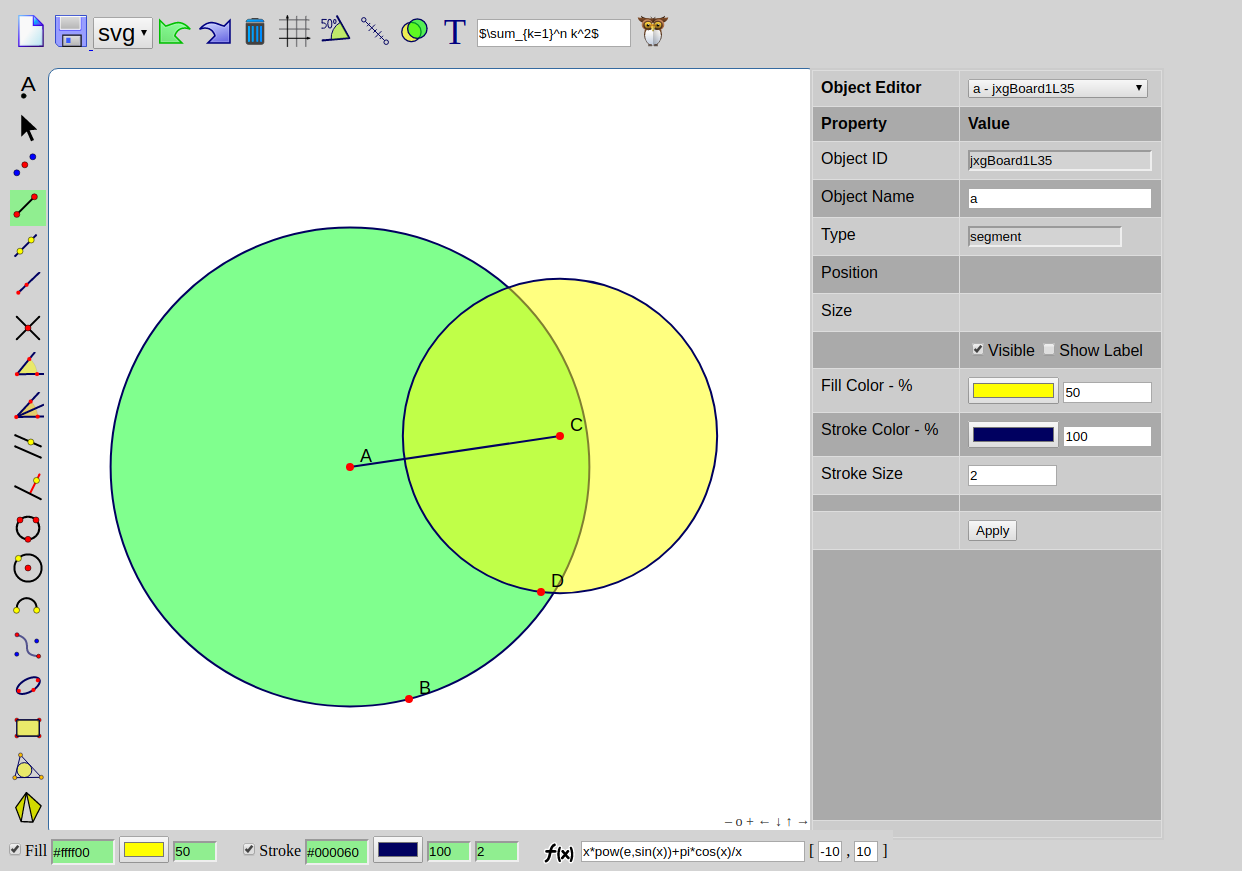 svg ▾ 50° T $\sum_{k=1}^n k^2$
A
Object Editor a - jxgBoard1L35
Property Value
Object ID jxgBoard1L35
Object Name a
Type segment
Position
Size
Visible Show Label
Fill Color - % 50
Stroke Color - % 100
Stroke Size 2
Apply
C
A
D
B
– o + ← ↓ ↑ →
Fill #ffff00 50 Stroke #000060 100 2 f(x) x*pow(e,sin(x))+pi*cos(x)/x [ -10 , 10 ]